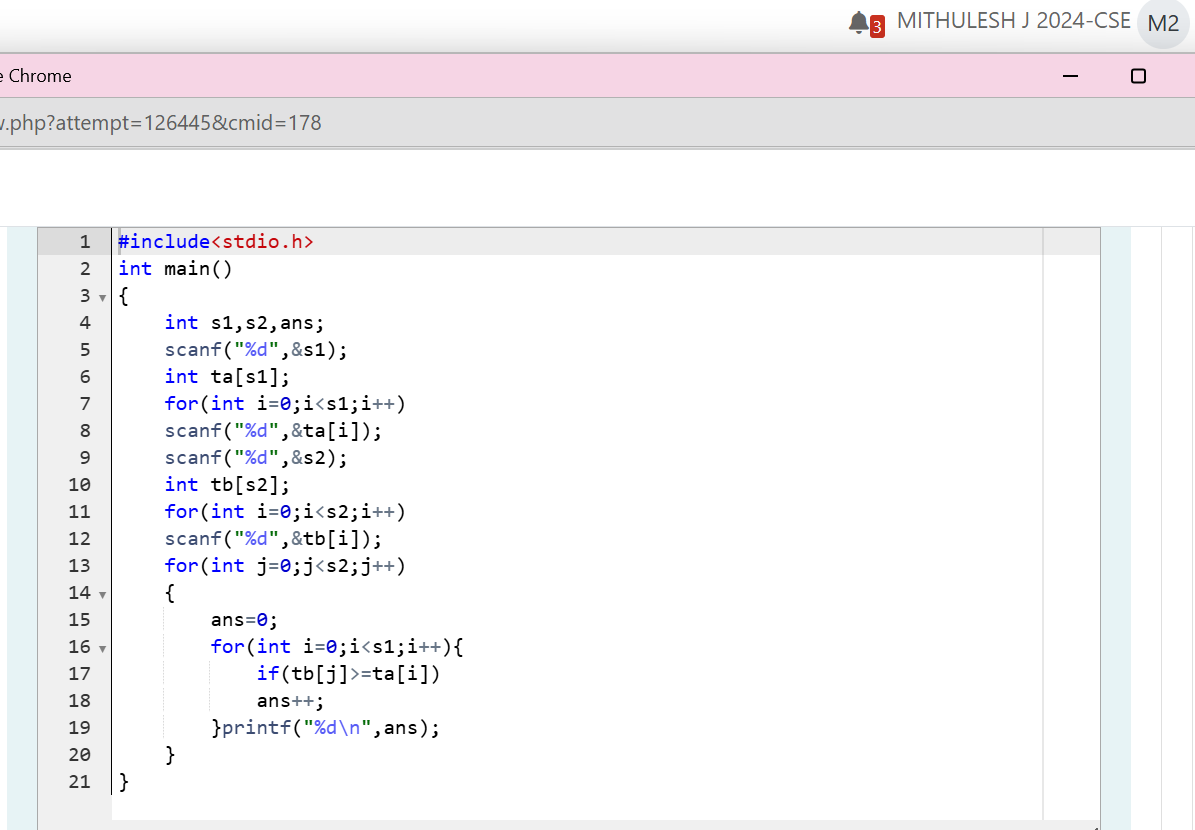 3 MITHULESH J 2024-CSE M2
e Chrome
.php?attempt=126445&cmid=178
1 #include<stdio.h>
2 int main()
3 {
4 int s1,s2,ans;
5 scanf("%d",&s1);
6 int ta[s1];
7 for(int i=0;i<s1;i++)
8 scanf("%d",&ta[i]);
9 scanf("%d",&s2);
10 int tb[s2];
11 for(int i=0;i<s2;i++)
12 scanf("%d",&tb[i]);
13 for(int j=0;j<s2;j++)
14 {
15 ans=0;
16 for(int i=0;i<s1;i++){
17 if(tb[j]>=ta[i])
18 ans++;
19 }printf("%d\n",ans);
20 }
21 }